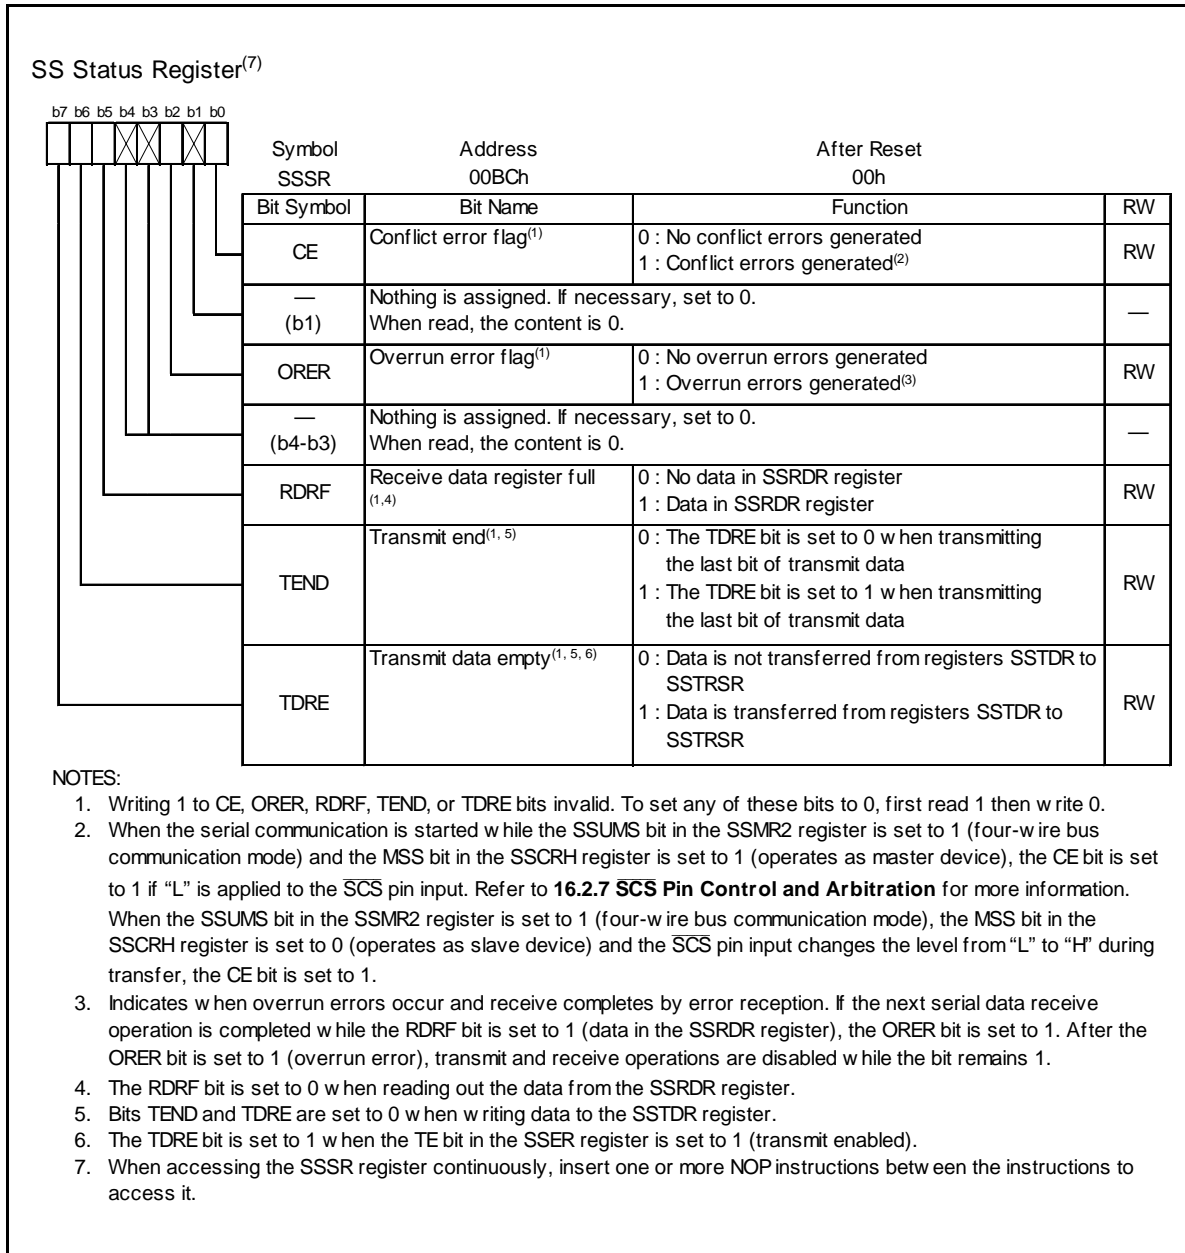 SS Status Register(7)
b7 b6 b5 b4 b3 b2 b1 b0
Symbol Address After Reset
SSSR 00BCh 00h
Bit Symbol Bit Name Function RW
CE Conflict error flag(1) 0 : No conflict errors generated RW
1 : Conflict errors generated(2)
— Nothing is assigned. If necessary, set to 0. —
(b1) When read, the content is 0.
ORER Overrun error flag(1) 0 : No overrun errors generated RW
1 : Overrun errors generated(3)
— Nothing is assigned. If necessary, set to 0. —
(b4-b3) When read, the content is 0.
RDRF Receive data register full 0 : No data in SSRDR register RW
(1,4) 1 : Data in SSRDR register
Transmit end(1, 5) 0 : The TDRE bit is set to 0 when transmitting
the last bit of transmit data
TEND 1 : The TDRE bit is set to 1 when transmitting RW
the last bit of transmit data
Transmit data empty(1, 5, 6) 0 : Data is not transferred from registers SSTDR to
SSTRSR
TDRE 1 : Data is transferred from registers SSTDR to RW
SSTRSR
NOTES:
1. Writing 1 to CE, ORER, RDRF, TEND, or TDRE bits invalid. To set any of these bits to 0, first read 1 then write 0.
2. When the serial communication is started while the SSUMS bit in the SSMR2 register is set to 1 (four-wire bus
communication mode) and the MSS bit in the SSCRH register is set to 1 (operates as master device), the CE bit is set
to 1 if “L” is applied to the S̅C̅S̅ pin input. Refer to 16.2.7 S̅C̅S̅ Pin Control and Arbitration for more information.
When the SSUMS bit in the SSMR2 register is set to 1 (four-wire bus communication mode), the MSS bit in the
SSCRH register is set to 0 (operates as slave device) and the S̅C̅S̅ pin input changes the level from “L” to “H” during
transfer, the CE bit is set to 1.
3. Indicates when overrun errors occur and receive completes by error reception. If the next serial data receive
operation is completed while the RDRF bit is set to 1 (data in the SSRDR register), the ORER bit is set to 1. After the
ORER bit is set to 1 (overrun error), transmit and receive operations are disabled while the bit remains 1.
4. The RDRF bit is set to 0 when reading out the data from the SSRDR register.
5. Bits TEND and TDRE are set to 0 when writing data to the SSTDR register.
6. The TDRE bit is set to 1 when the TE bit in the SSER register is set to 1 (transmit enabled).
7. When accessing the SSSR register continuously, insert one or more NOP instructions between the instructions to
access it.